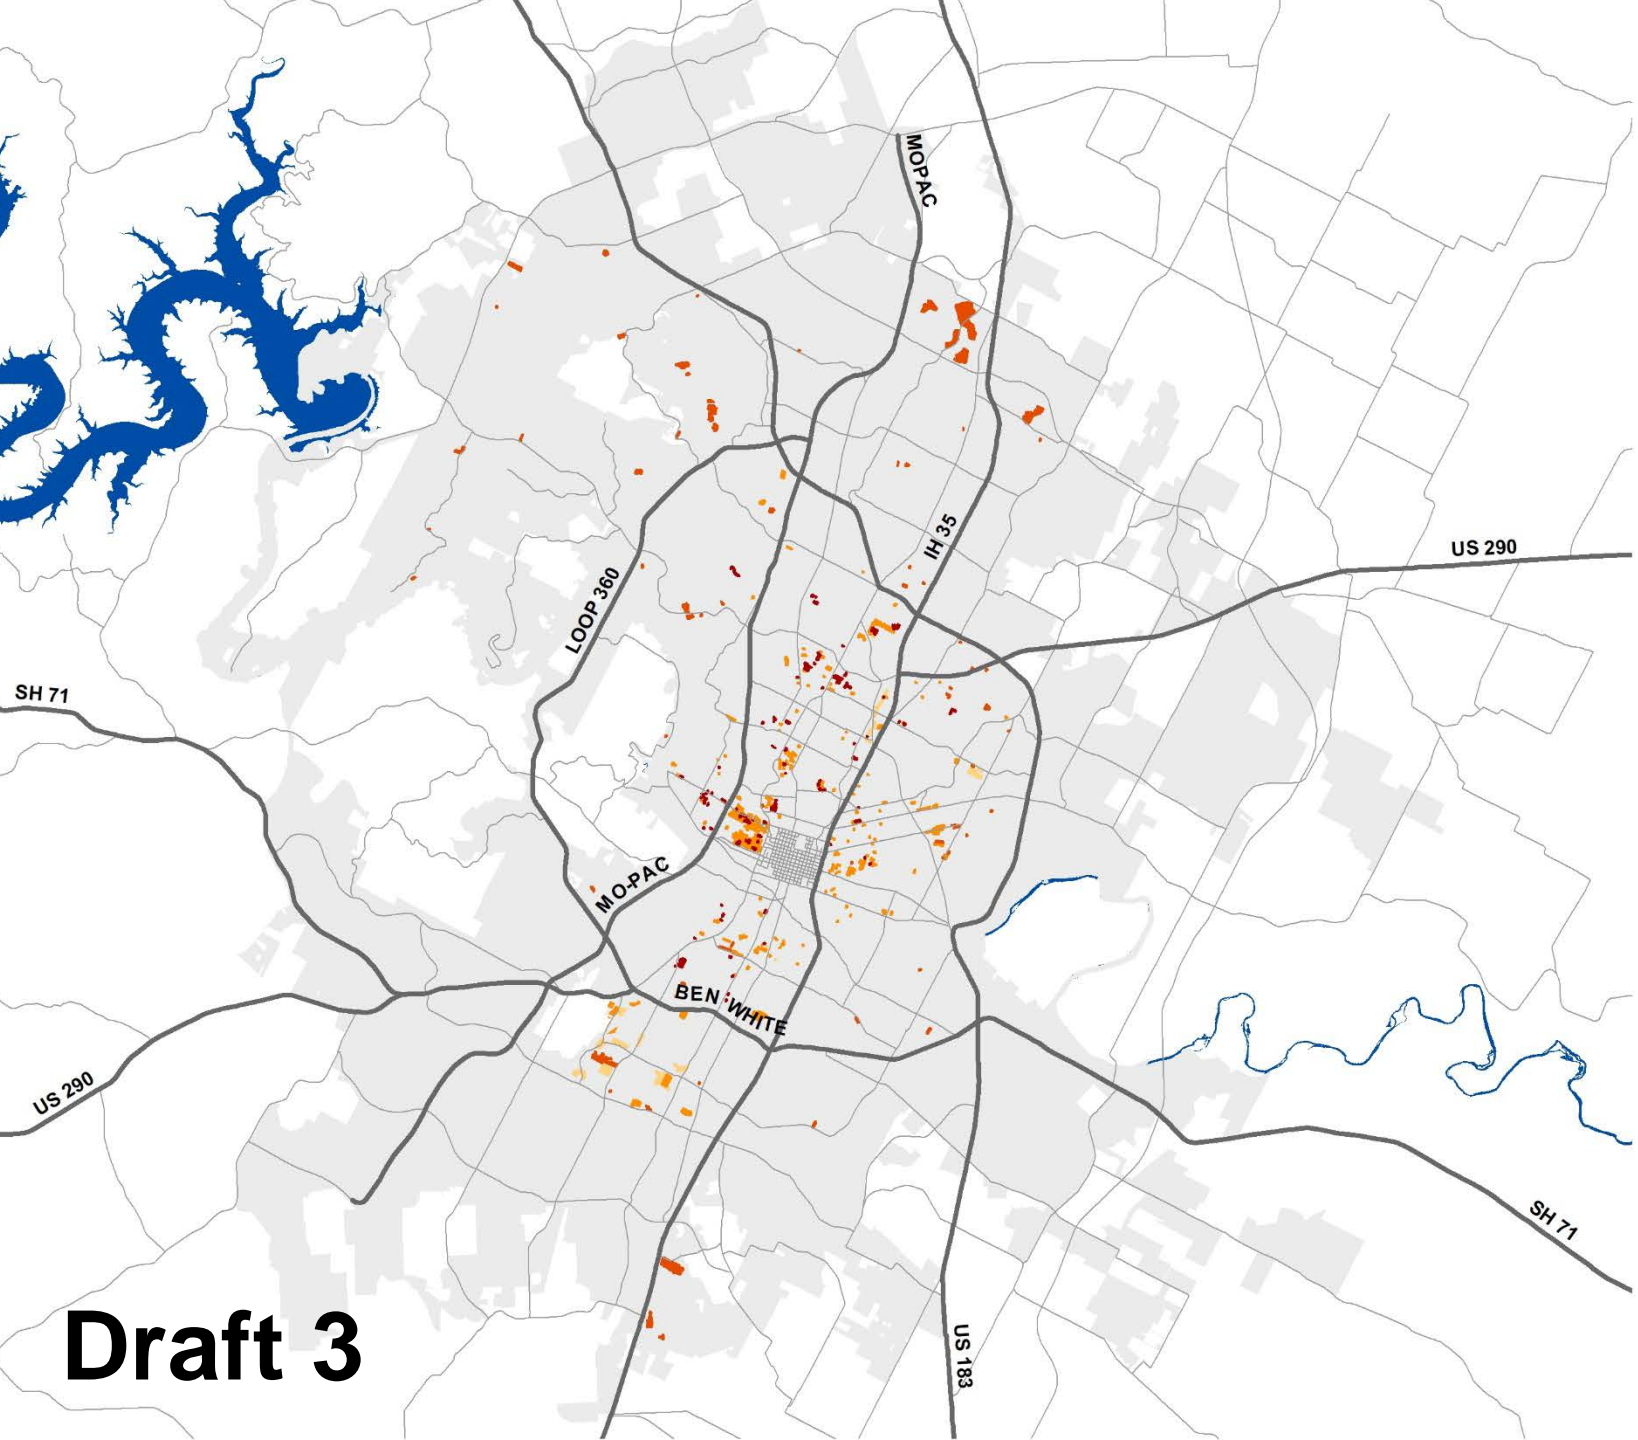 MOPAC
IH 35
US 290
LOOP 360
SH 71
MO-PAC
BEN WHITE
US 290
SH 71
Draft 3
US 183